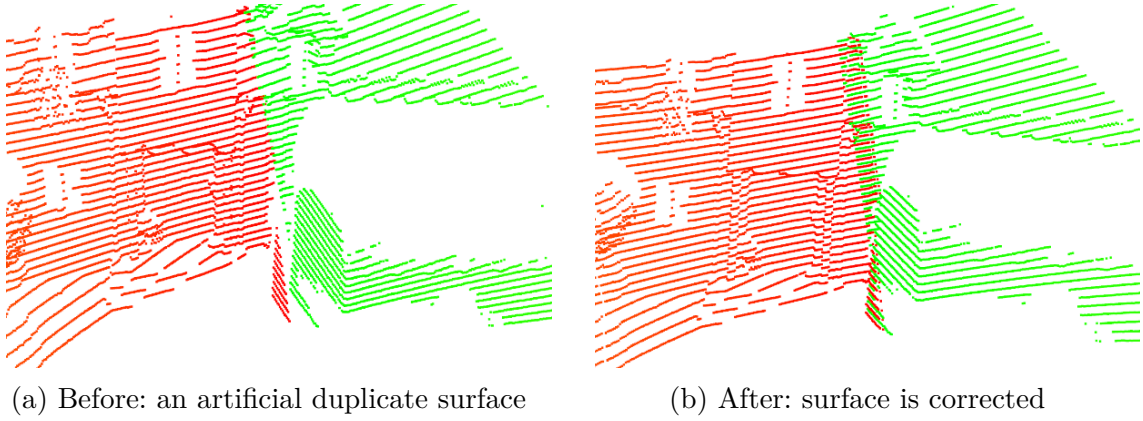 (a) Before: an artificial duplicate surface
(b) After: surface is corrected